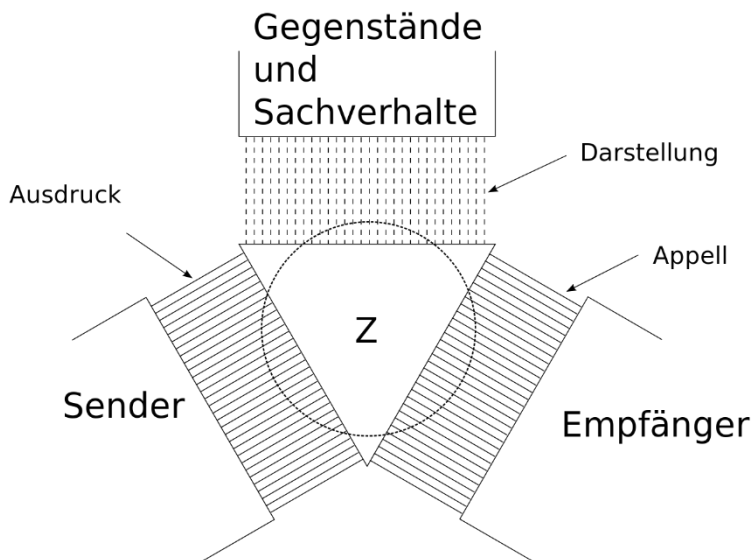 Gegenstände
und
Sachverhalte
Darstellung
Ausdruck
Appell
Z
Sender
Empfänger